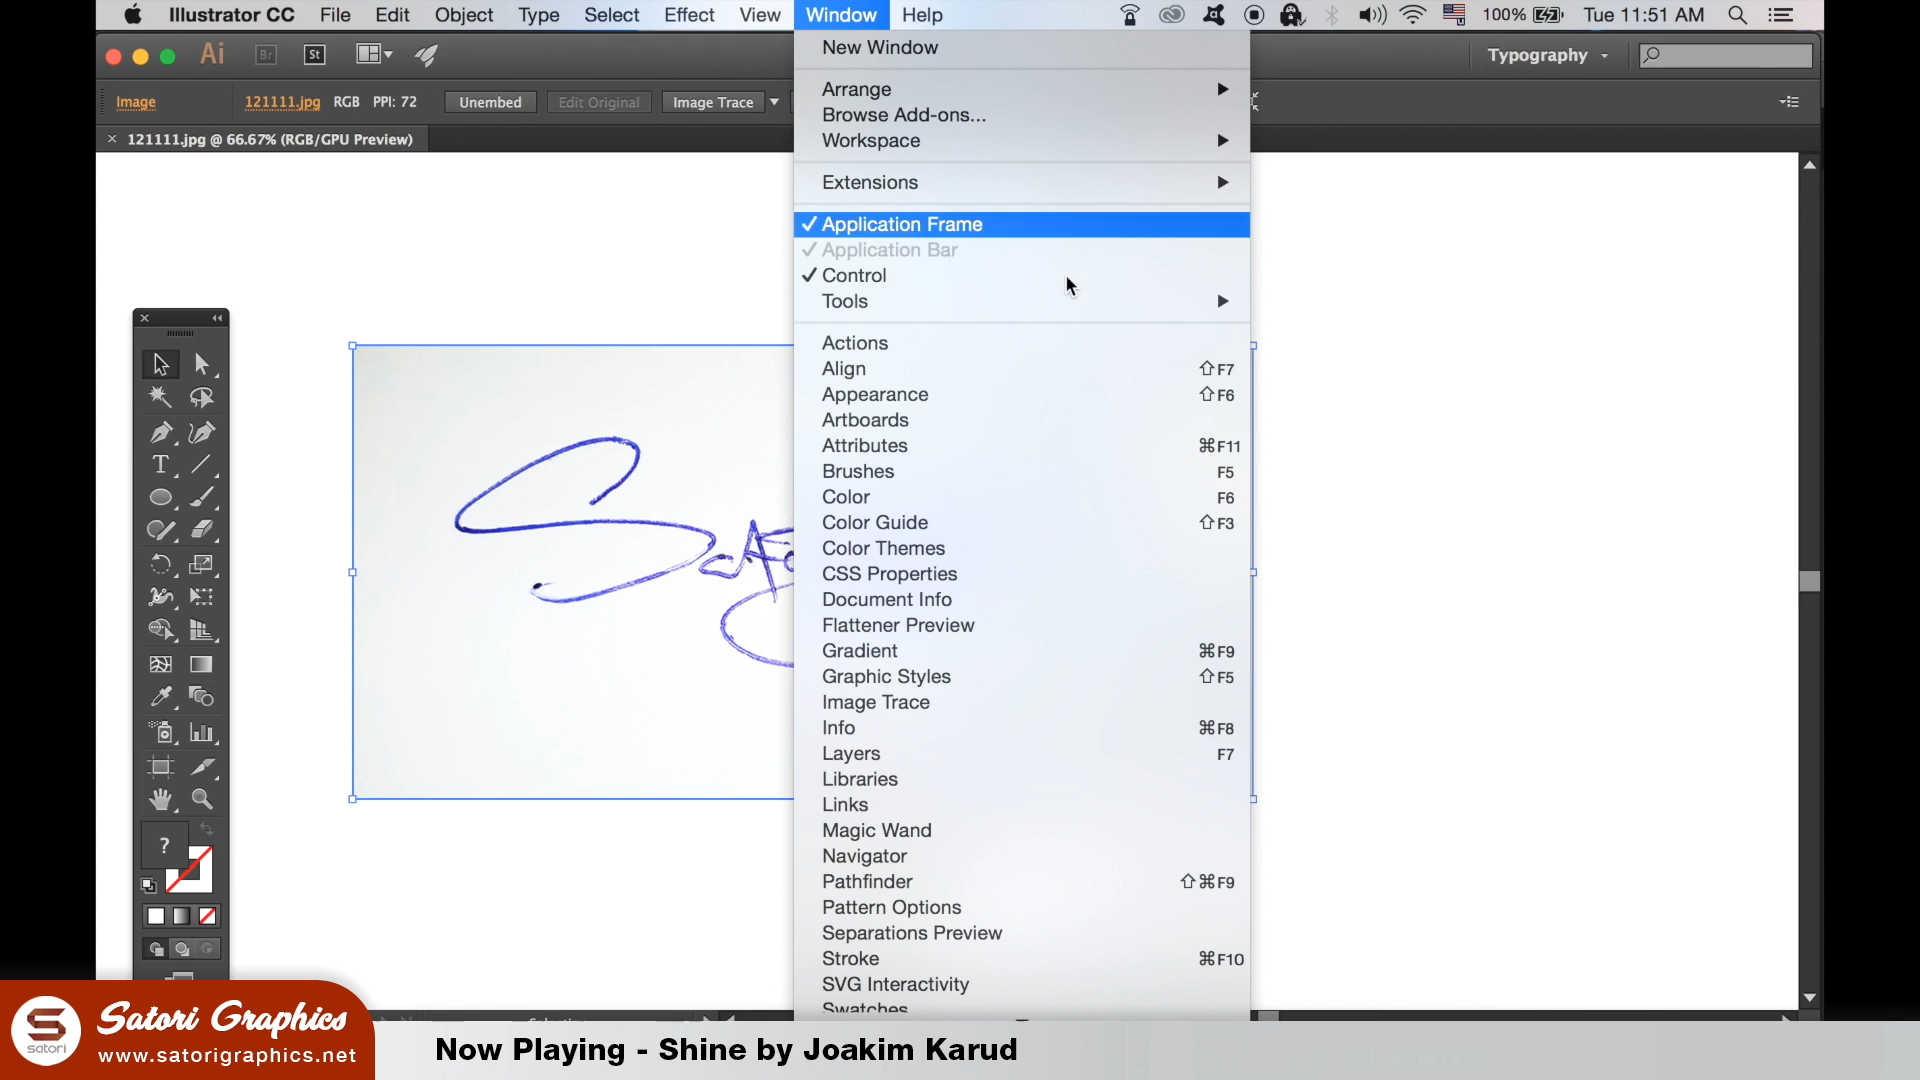 Illustrator CC File Edit Object Type Select Effect View Window Help 100% Tue 11:51 AM
Ai Br St Typography
Image 121111.jpg RGB PPI: 72 Unembed Edit Original Image Trace
× 121111.jpg @ 66.67% (RGB/GPU Preview)
New Window
Arrange
Browse Add-ons...
Workspace
Extensions
✓ Application Frame
✓ Application Bar
✓ Control
Tools
Actions
Align ⇧F7
Appearance ⇧F6
Artboards
Attributes ⌘F11
Brushes F5
Color F6
Color Guide ⇧F3
Color Themes
CSS Properties
Document Info
Flattener Preview
Gradient ⌘F9
Graphic Styles ⇧F5
Image Trace
Info ⌘F8
Layers F7
Libraries
Links
Magic Wand
Navigator
Pathfinder ⇧⌘F9
Pattern Options
Separations Preview
Stroke ⌘F10
SVG Interactivity
Swatches
?
Satori Graphics
satori
www.satorigraphics.net
Now Playing - Shine by Joakim Karud